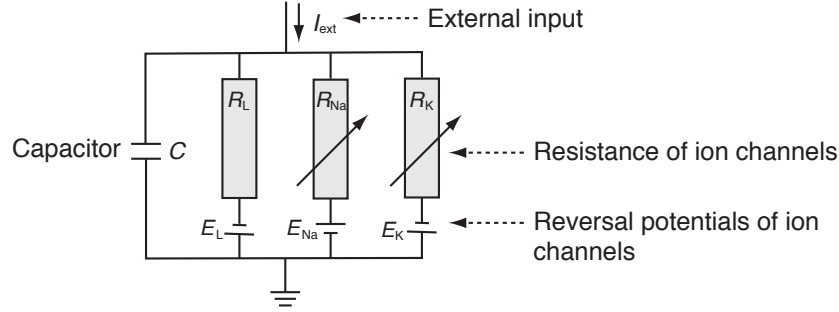 I_ext
External input
R_L
R_Na
R_K
Capacitor
C
Resistance of ion channels
E_L
E_Na
E_K
Reversal potentials of ion
channels